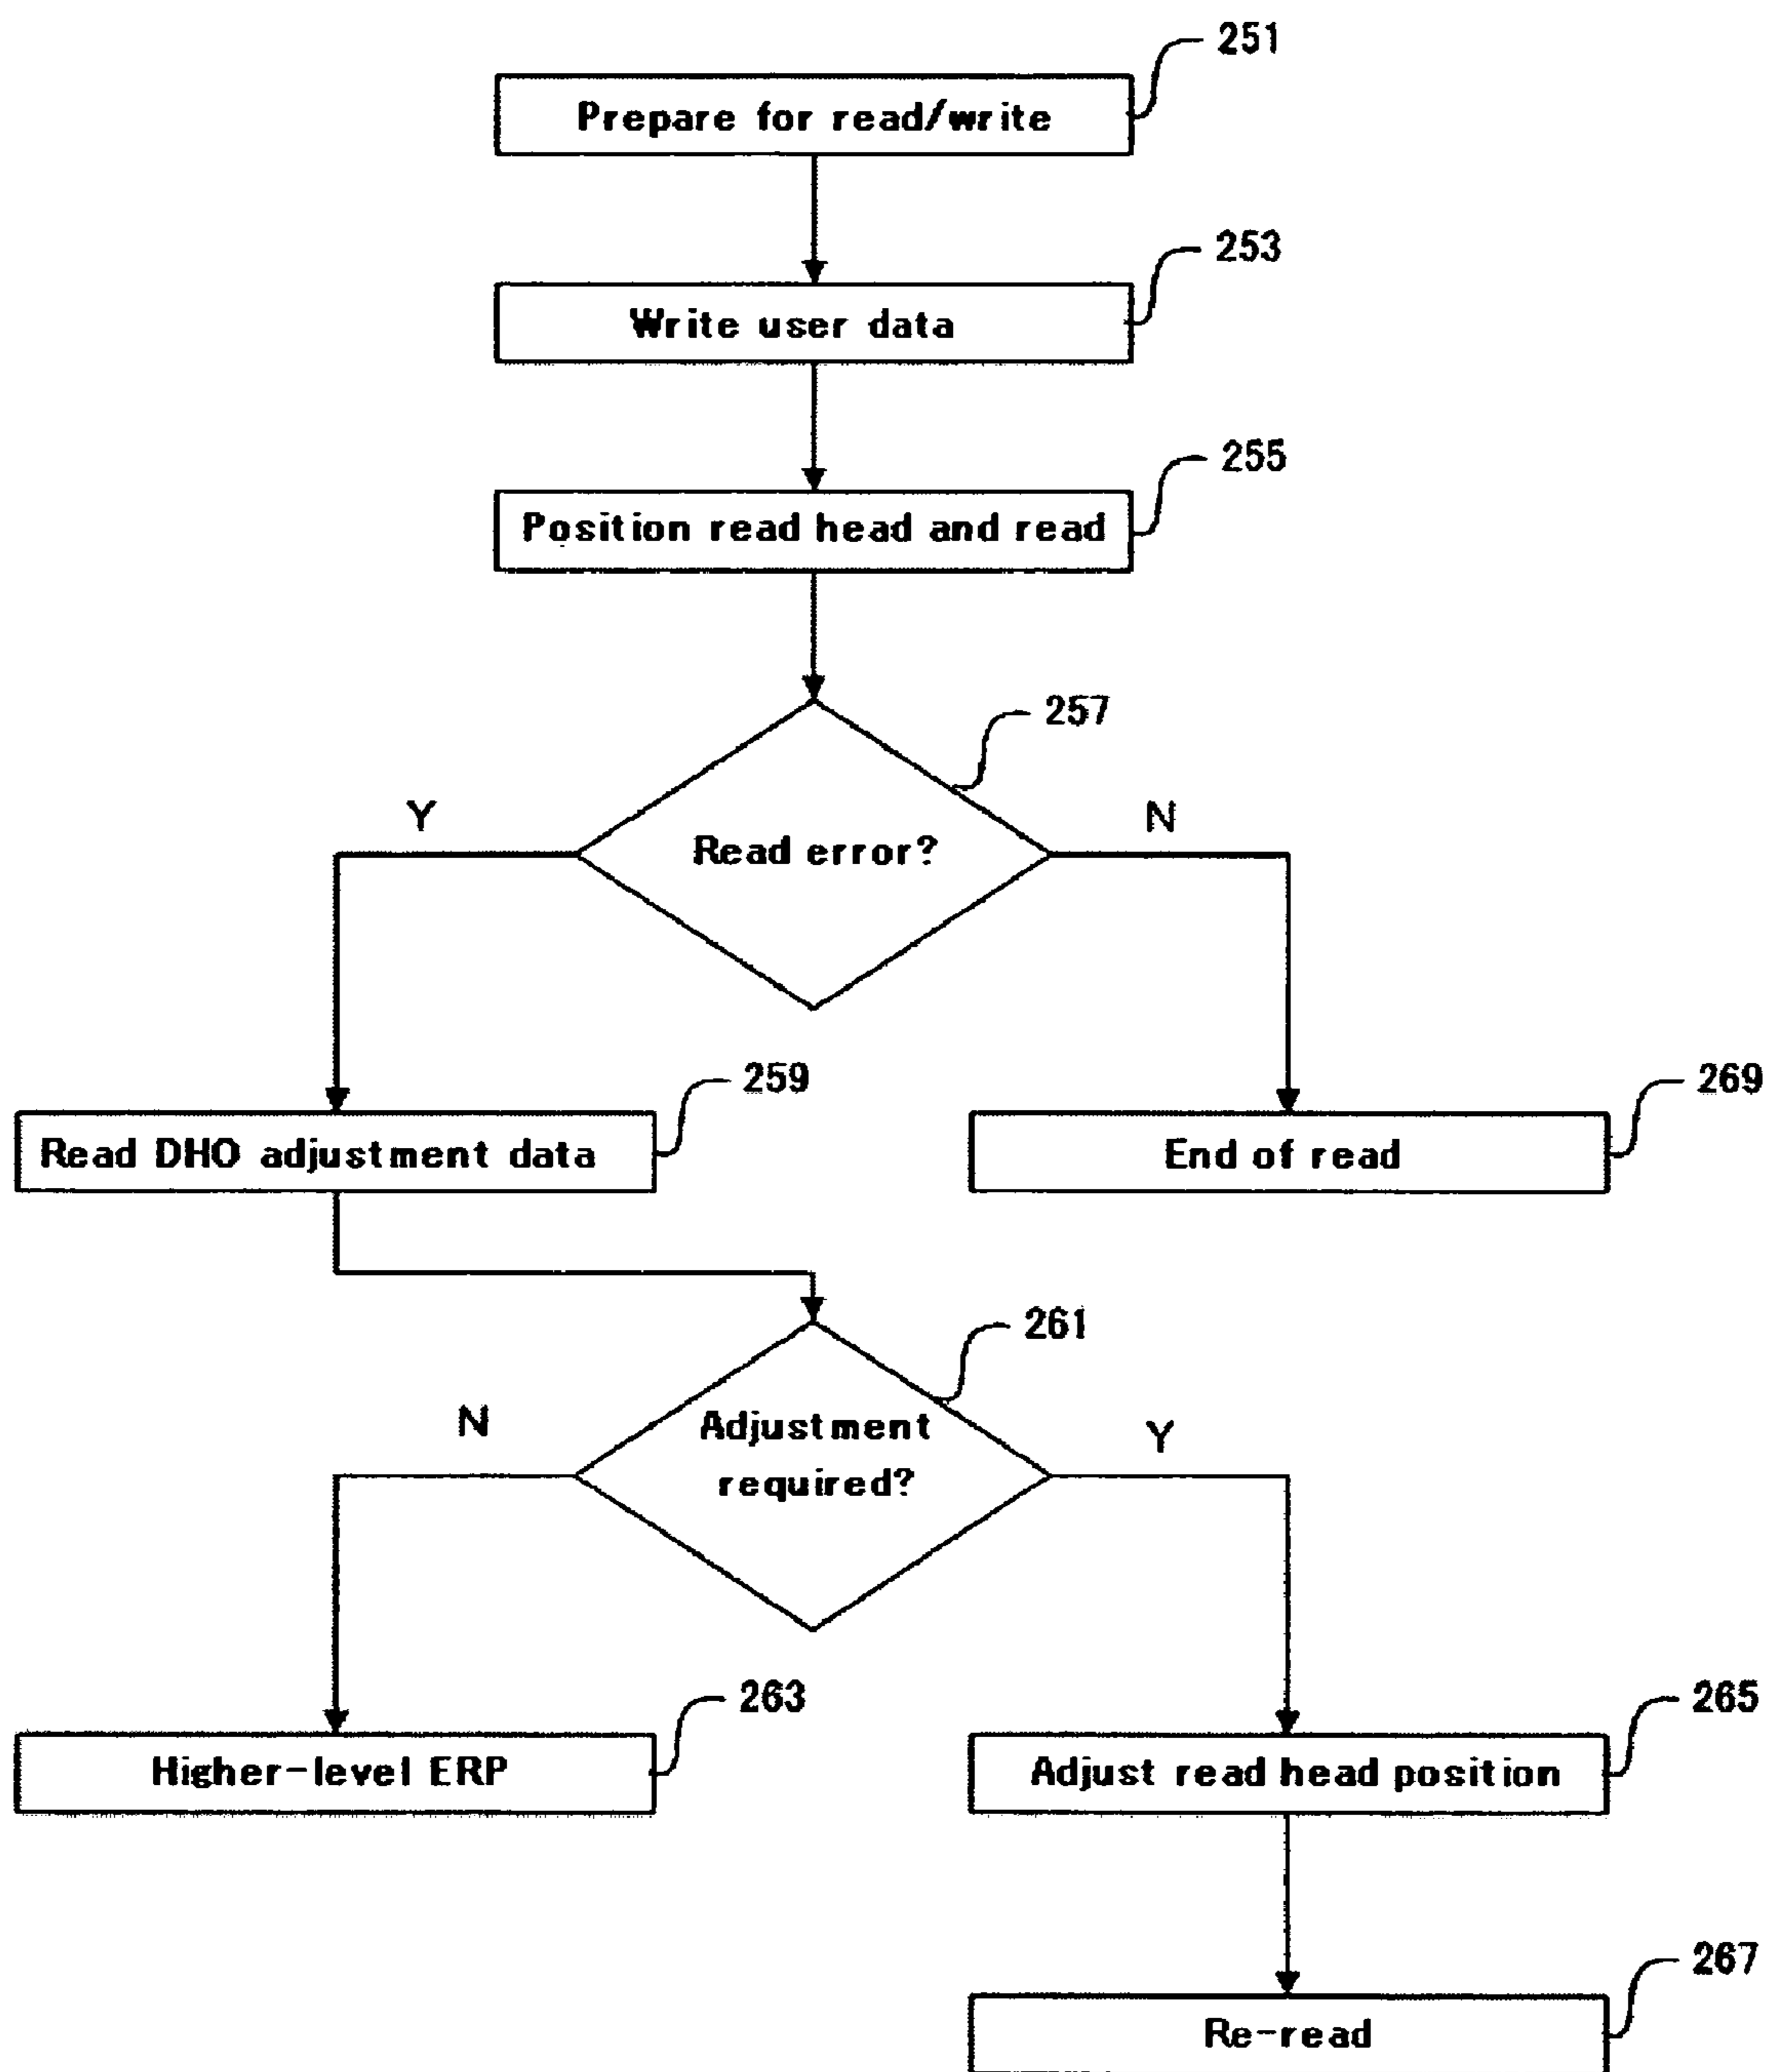 251
Prepare for read/write
253
Write user data
255
Position read head and read
257
Y
N
Read error?
259
269
Read DHO adjustment data
End of read
261
N
Adjustment
Y
required?
263
265
Higher-level ERP
Adjust read head position
267
Re-read